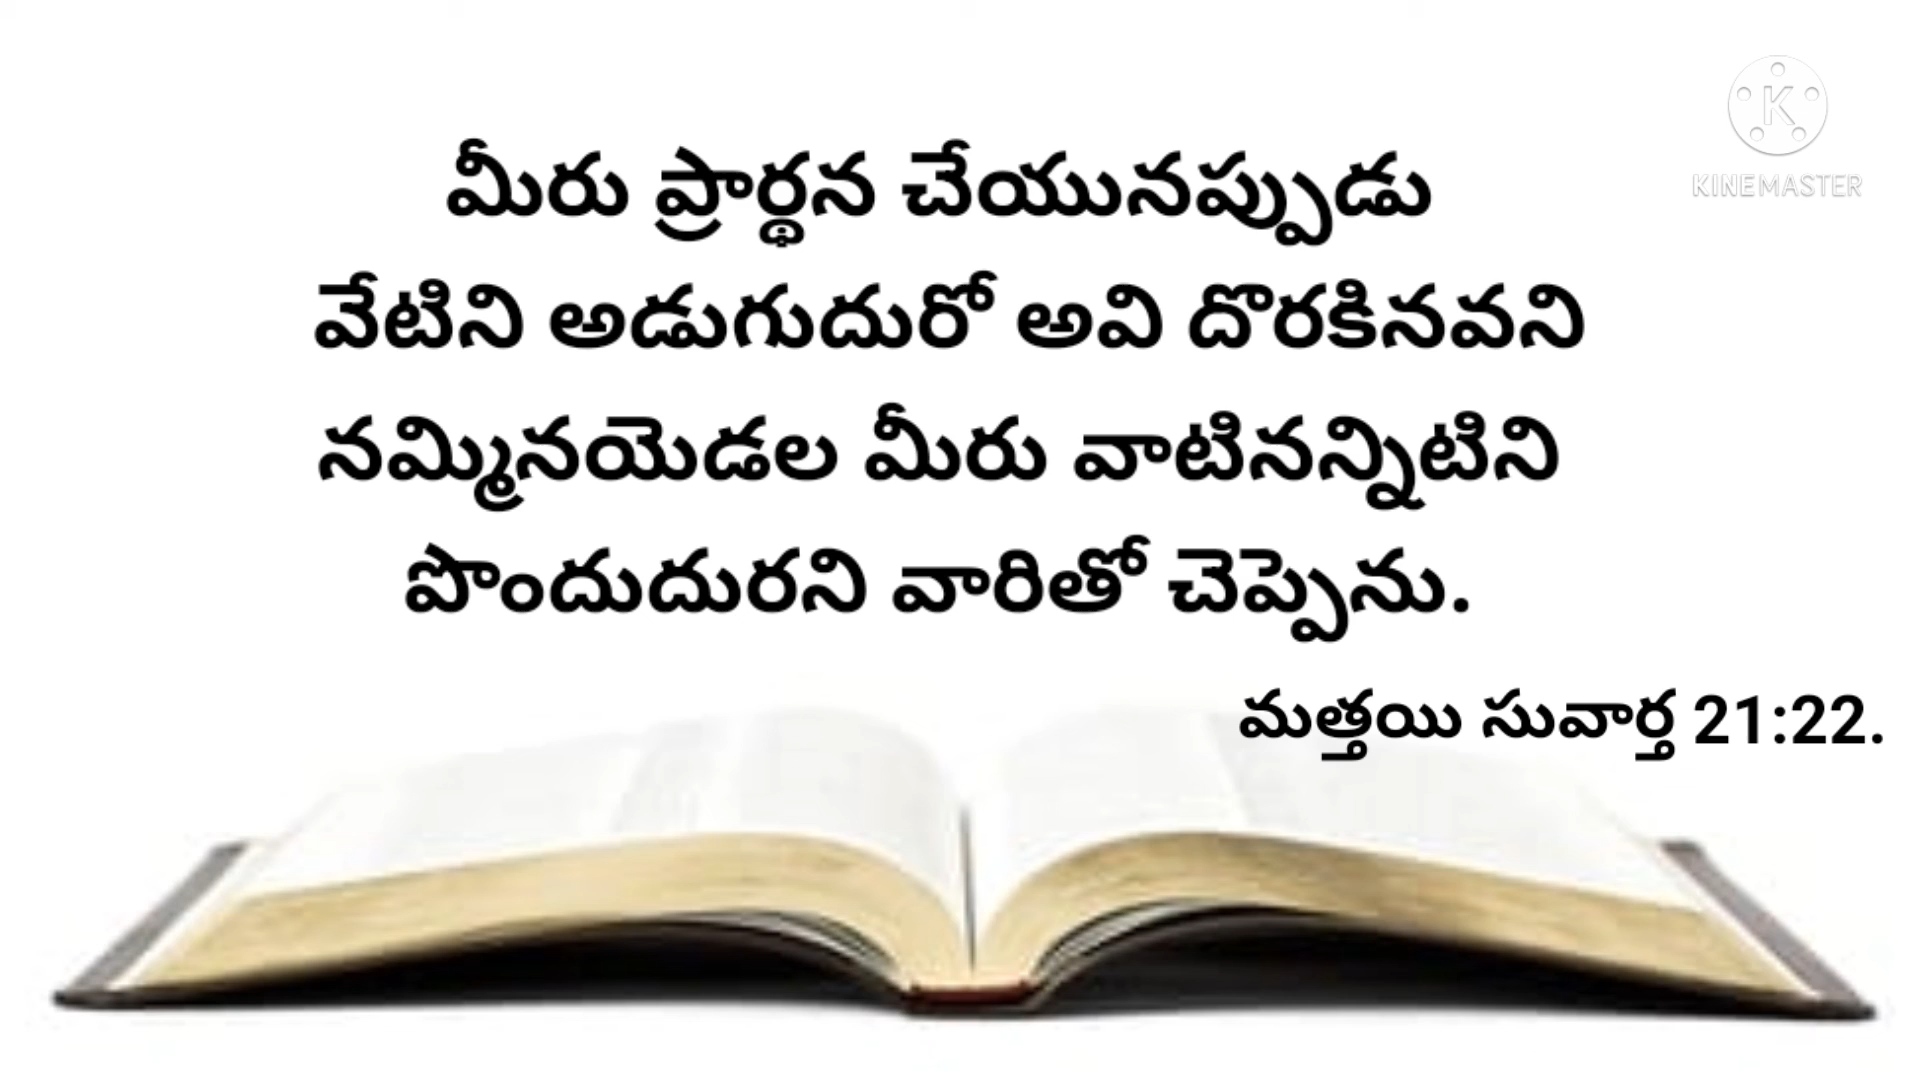 KINEMASTER
మీరు ప్రార్థన చేయునప్పుడు
వేటిని అడుగుదురో అవి దొరకినవని
నమ్మినయెడల మీరు వాటినన్నిటిని
పొందుదురని వారితో చెప్పెను.
మత్తయి సువార్త 21:22.